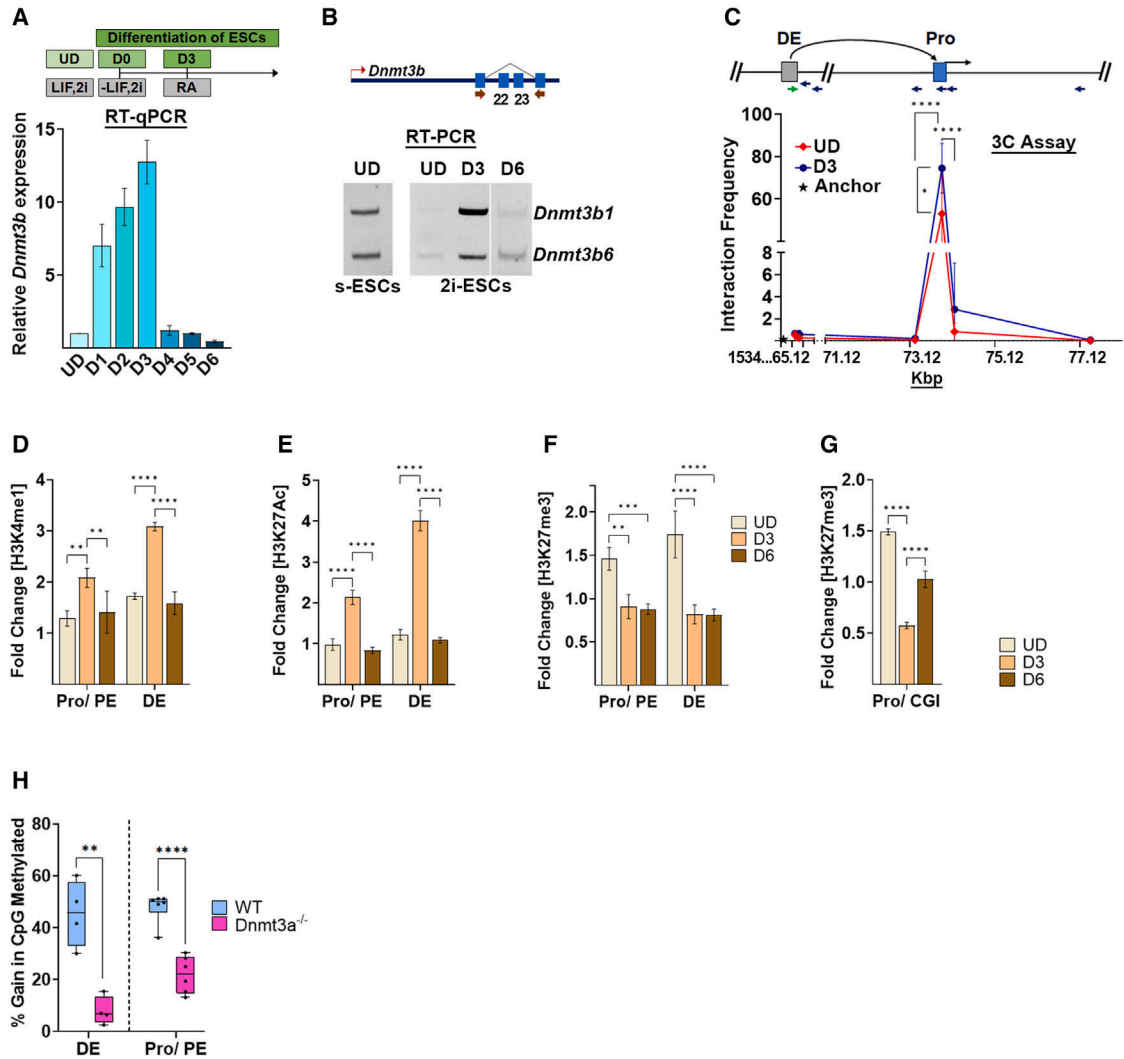 A
Differentiation of ESCs
UD D0 D3
LIF,2i -LIF,2i RA
RT-qPCR
Relative Dnmt3b expression
15
10
5
UD D1 D2 D3 D4 D5 D6
B
Dnmt3b
22 23
RT-PCR
UD UD D3 D6
Dnmt3b1
Dnmt3b6
s-ESCs 2i-ESCs
C
DE Pro
**** 
****
3C Assay
UD
D3
Anchor
*
Interaction Frequency
100
80
60
8
6
4
2
1534...65.12 71.12 73.12 75.12 77.12
Kbp
D
Fold Change [H3K4me1]
4
3
2
1
** ** **** ****
Pro/ PE DE
E
Fold Change [H3K27Ac]
5
4
3
2
1
0
**** **** **** ****
Pro/ PE DE
F
Fold Change [H3K27me3]
2.0
1.5
1.0
0.5
** *** **** ****
Pro/ PE DE
UD
D3
D6
G
Fold Change [H3K27me3]
2.0
1.5
1.0
0.5
**** ****
Pro/ CGI
UD
D3
D6
H
% Gain in CpG Methylated
80
60
40
20
0
** ****
DE Pro/ PE
WT
Dnmt3a-/-